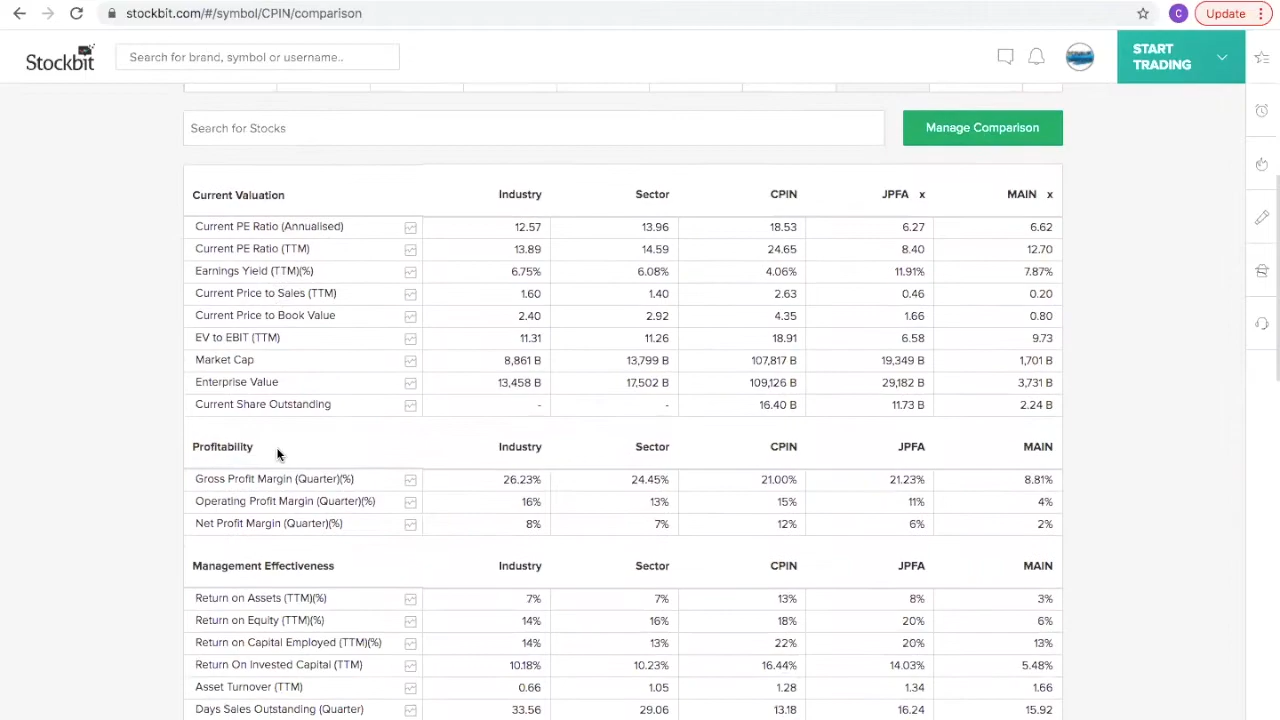 stockbit.com/#/symbol/CPIN/comparison
C
Update
Stockbit
Search for brand, symbol or username..
START TRADING
Search for Stocks
Manage Comparison
Current Valuation Industry Sector CPIN JPFA x MAIN x
Current PE Ratio (Annualised) 12.57 13.96 18.53 6.27 6.62
Current PE Ratio (TTM) 13.89 14.59 24.65 8.40 12.70
Earnings Yield (TTM)(%) 6.75% 6.08% 4.06% 11.91% 7.87%
Current Price to Sales (TTM) 1.60 1.40 2.63 0.46 0.20
Current Price to Book Value 2.40 2.92 4.35 1.66 0.80
EV to EBIT (TTM) 11.31 11.26 18.91 6.58 9.73
Market Cap 8,861 B 13,799 B 107,817 B 19,349 B 1,701 B
Enterprise Value 13,458 B 17,502 B 109,126 B 29,182 B 3,731 B
Current Share Outstanding - - 16.40 B 11.73 B 2.24 B
Profitability Industry Sector CPIN JPFA MAIN
Gross Profit Margin (Quarter)(%) 26.23% 24.45% 21.00% 21.23% 8.81%
Operating Profit Margin (Quarter)(%) 16% 13% 15% 11% 4%
Net Profit Margin (Quarter)(%) 8% 7% 12% 6% 2%
Management Effectiveness Industry Sector CPIN JPFA MAIN
Return on Assets (TTM)(%) 7% 7% 13% 8% 3%
Return on Equity (TTM)(%) 14% 16% 18% 20% 6%
Return on Capital Employed (TTM)(%) 14% 13% 22% 20% 13%
Return On Invested Capital (TTM) 10.18% 10.23% 16.44% 14.03% 5.48%
Asset Turnover (TTM) 0.66 1.05 1.28 1.34 1.66
Days Sales Outstanding (Quarter) 33.56 29.06 13.18 16.24 15.92